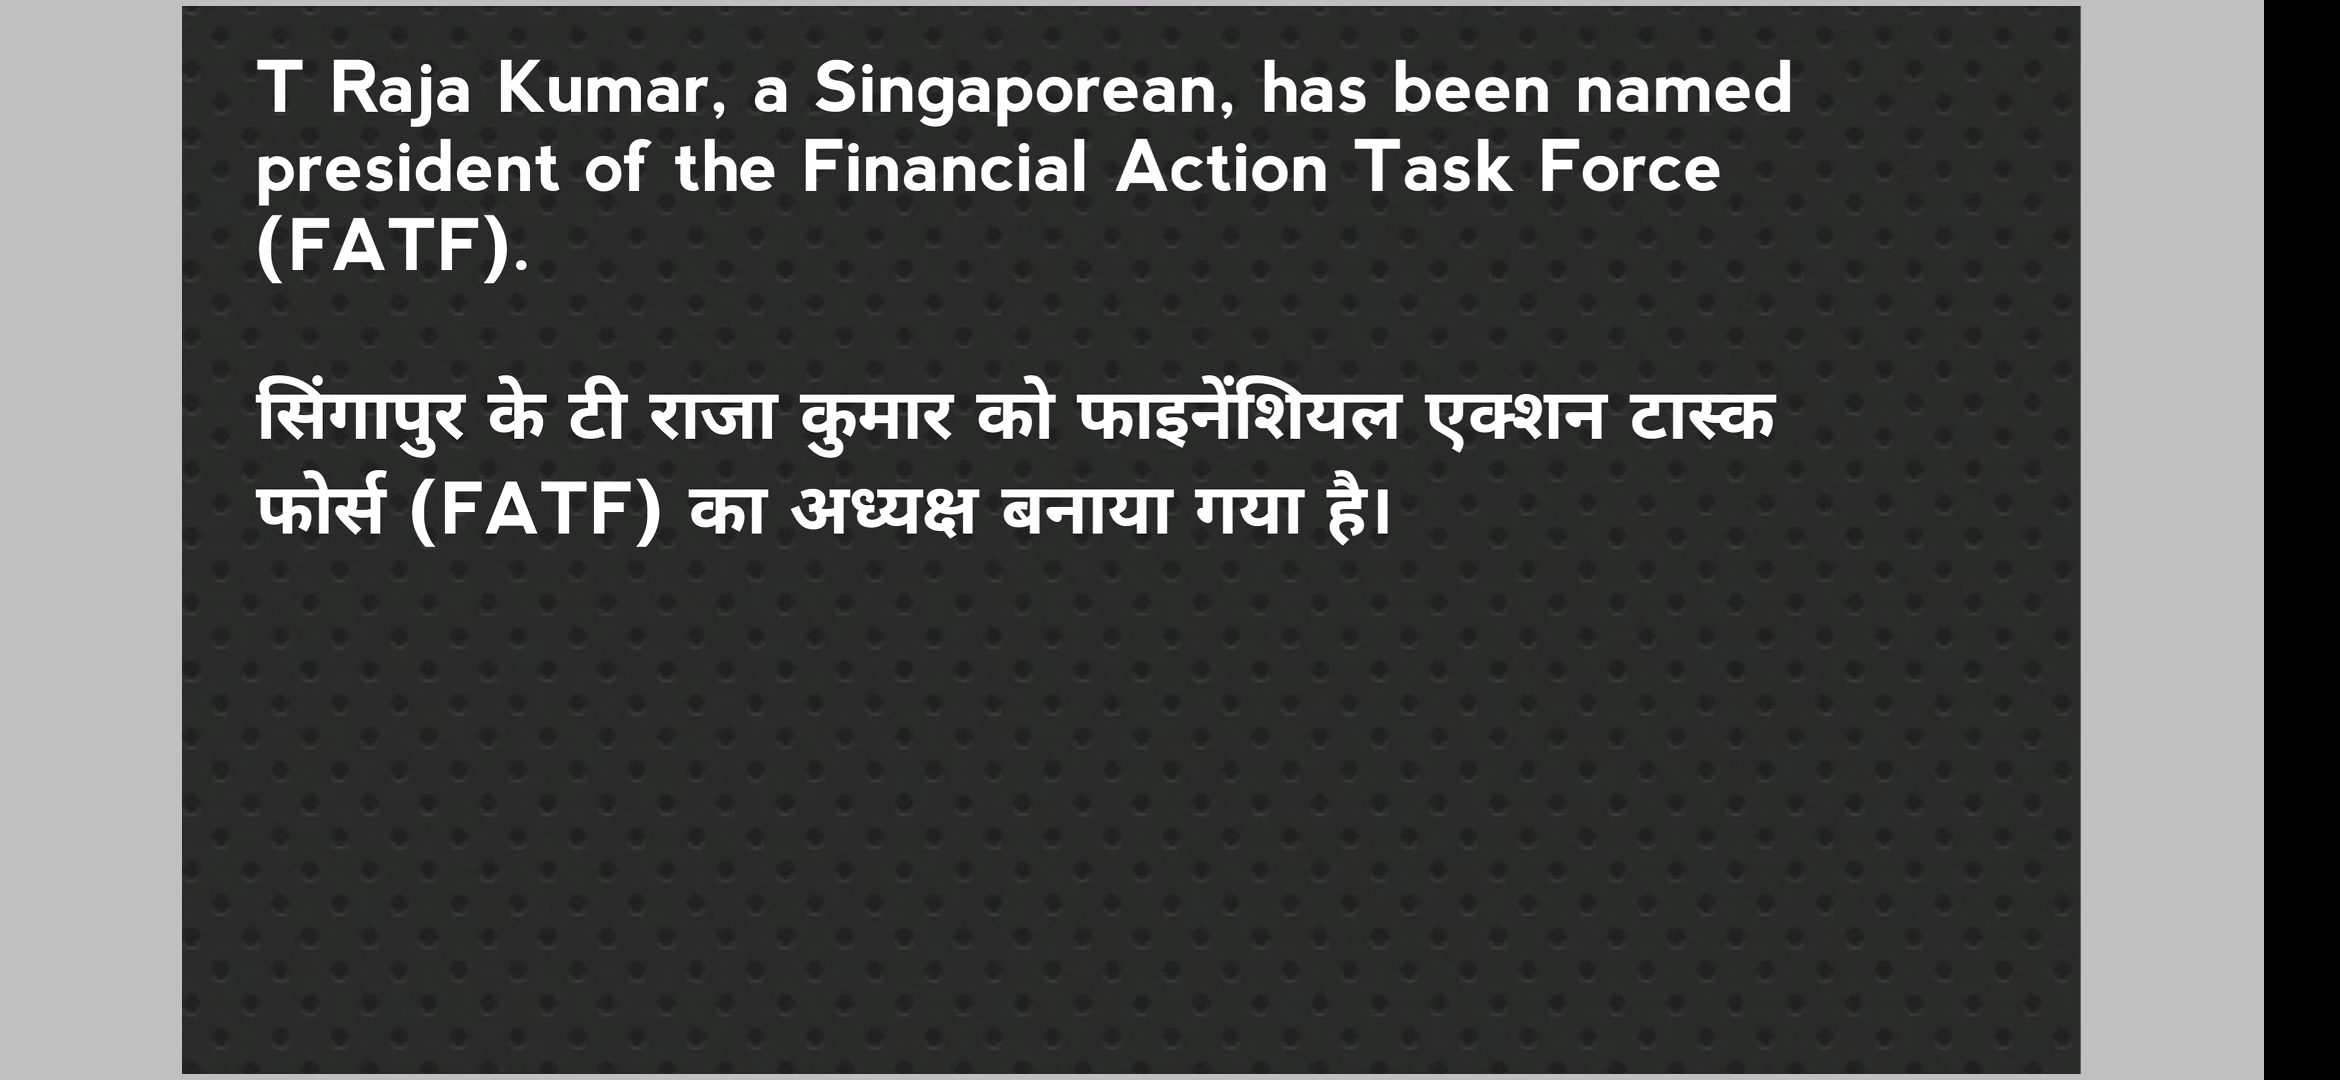 T Raja Kumar, a Singaporean, has been named
president of the Financial Action Task Force
(FATF).
सिंगापुर के टी राजा कुमार को फाइनेंशियल एक्शन टास्क
फोर्स (FATF) का अध्यक्ष बनाया गया है।